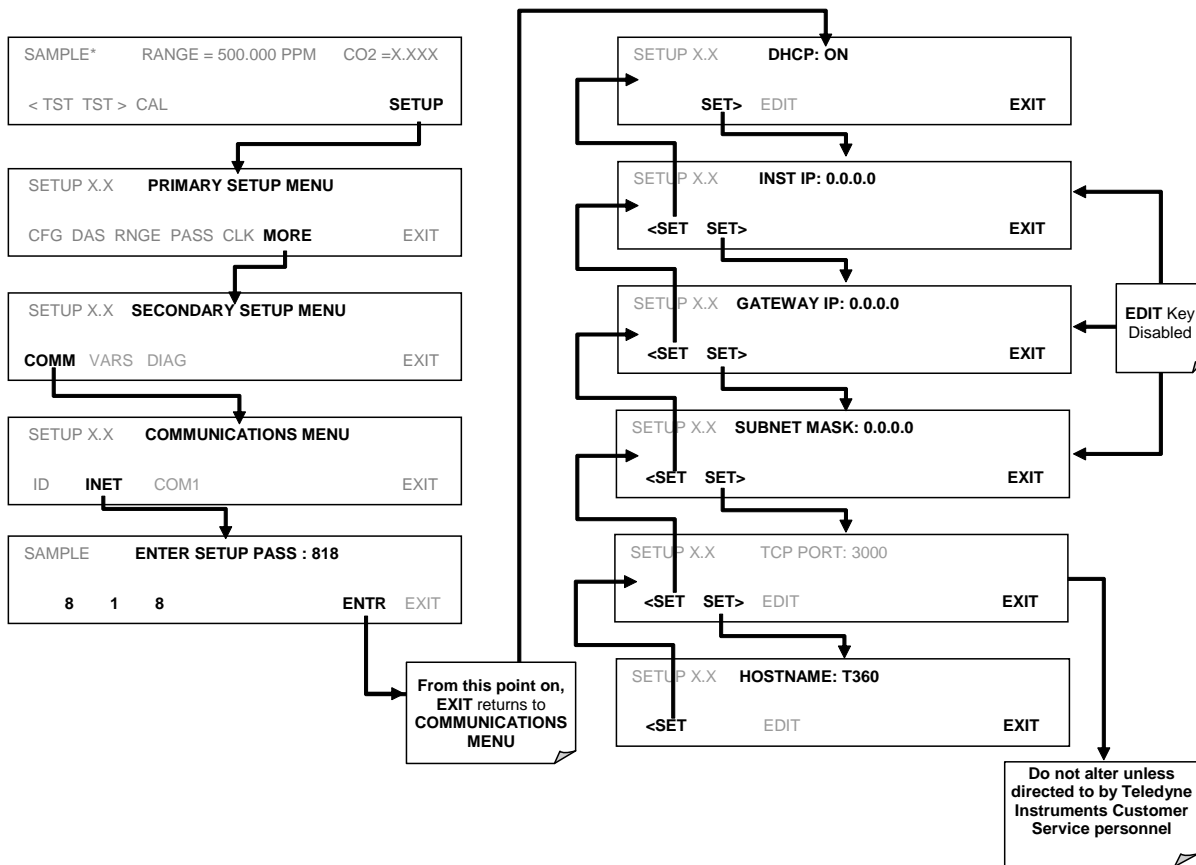 SAMPLE* RANGE = 500.000 PPM CO2 =X.XXX
< TST TST > CAL SETUP
SETUP X.X PRIMARY SETUP MENU
CFG DAS RNGE PASS CLK MORE EXIT
SETUP X.X SECONDARY SETUP MENU
COMM VARS DIAG EXIT
SETUP X.X COMMUNICATIONS MENU
ID INET COM1 EXIT
SAMPLE ENTER SETUP PASS : 818
8 1 8 ENTR EXIT
From this point on,
EXIT returns to
COMMUNICATIONS
MENU
SETUP X.X DHCP: ON
SET> EDIT EXIT
SETUP X.X INST IP: 0.0.0.0
<SET SET> EXIT
SETUP X.X GATEWAY IP: 0.0.0.0
<SET SET> EXIT
SETUP X.X SUBNET MASK: 0.0.0.0
<SET SET> EXIT
EDIT Key
Disabled
SETUP X.X TCP PORT: 3000
<SET SET> EDIT EXIT
SETUP X.X HOSTNAME: T360
<SET EDIT EXIT
Do not alter unless
directed to by Teledyne
Instruments Customer
Service personnel